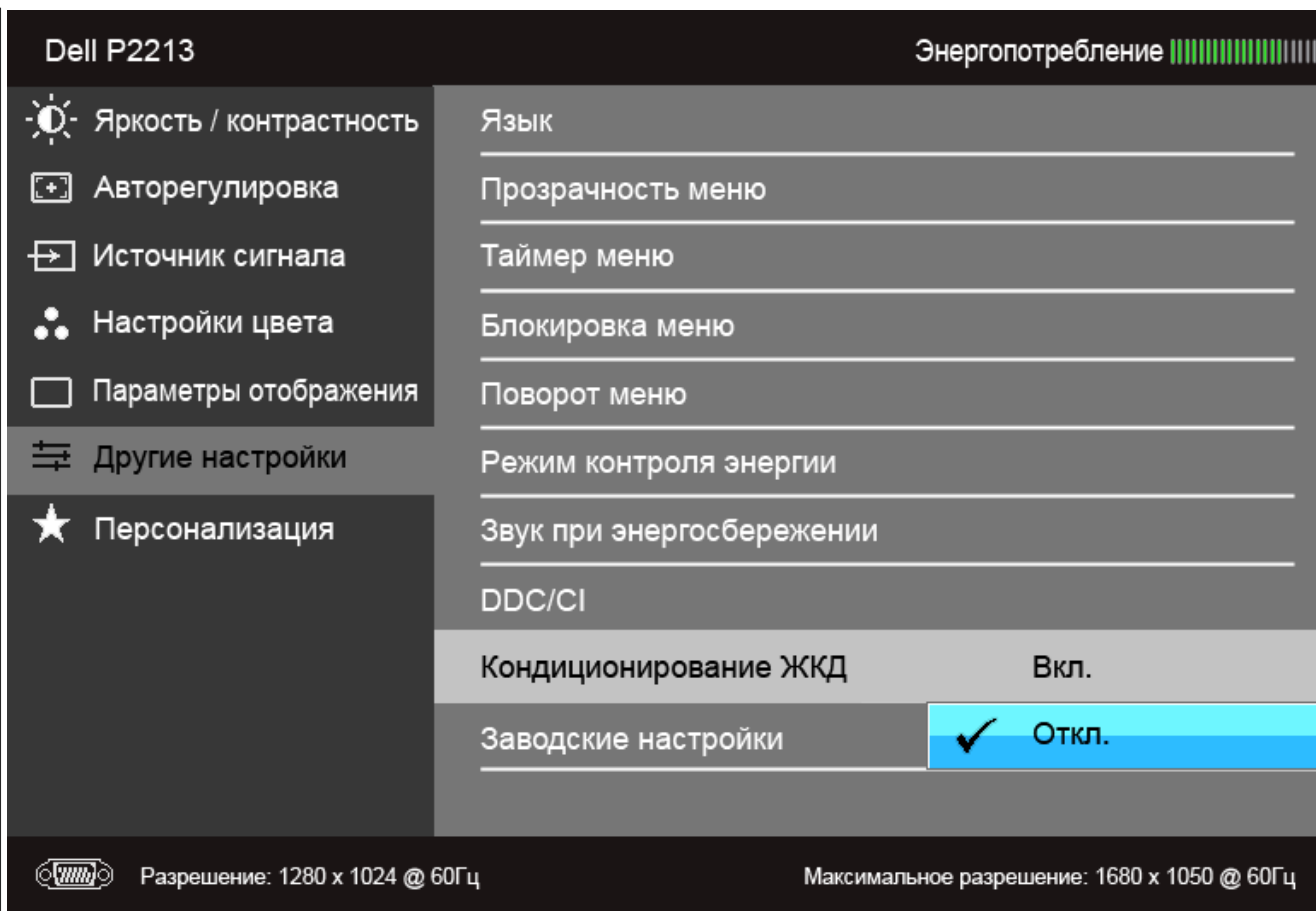 Dell P2213
Энергопотребление
Яркость / контрастность
Авторегулировка
Источник сигнала
Настройки цвета
Параметры отображения
Другие настройки
Персонализация
Язык
Прозрачность меню
Таймер меню
Блокировка меню
Поворот меню
Режим контроля энергии
Звук при энергосбережении
DDC/CI
Кондиционирование ЖКД Вкл.
Заводские настройки Откл.
Разрешение: 1280 x 1024 @ 60Гц
Максимальное разрешение: 1680 x 1050 @ 60Гц